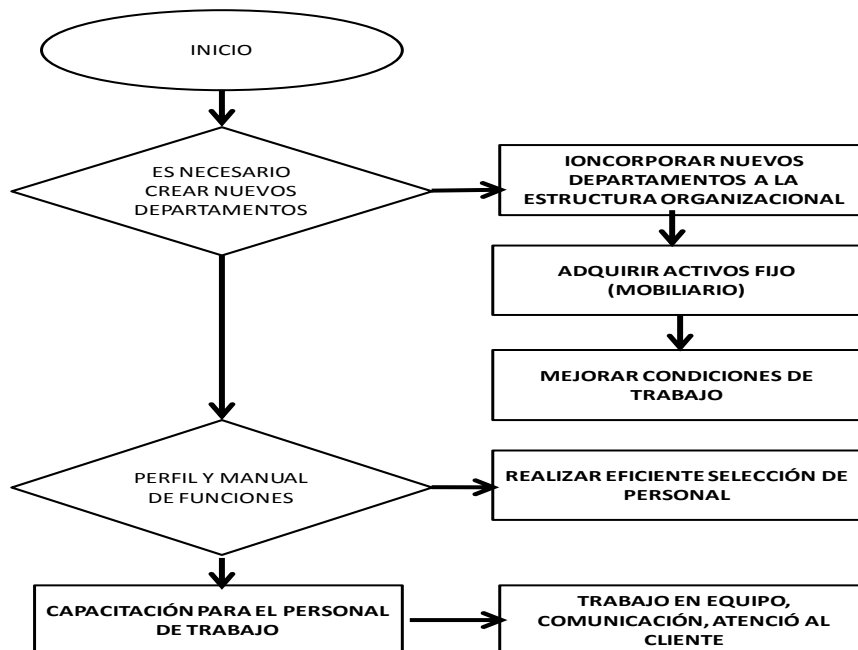 INICIO
ES NECESARIO
CREAR NUEVOS
DEPARTAMENTOS
IONCORPORAR NUEVOS
DEPARTAMENTOS A LA
ESTRUCTURA ORGANIZACIONAL
ADQUIRIR ACTIVOS FIJO
(MOBILIARIO)
MEJORAR CONDICIONES DE
TRABAJO
PERFIL Y MANUAL
DE FUNCIONES
REALIZAR EFICIENTE SELECCIÓN DE
PERSONAL
CAPACITACIÓN PARA EL PERSONAL
DE TRABAJO
TRABAJO EN EQUIPO,
COMUNICACIÓN, ATENCIÓ AL
CLIENTE